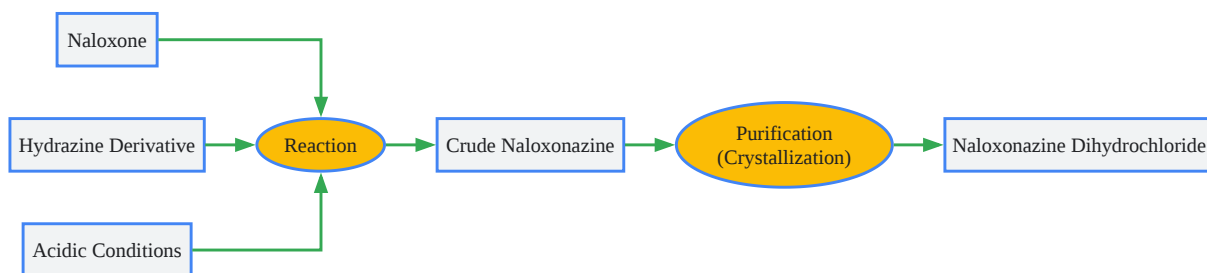 Naloxone
Hydrazine Derivative
Reaction
Crude Naloxonazine
Purification
(Crystallization)
Naloxonazine Dihydrochloride
Acidic Conditions